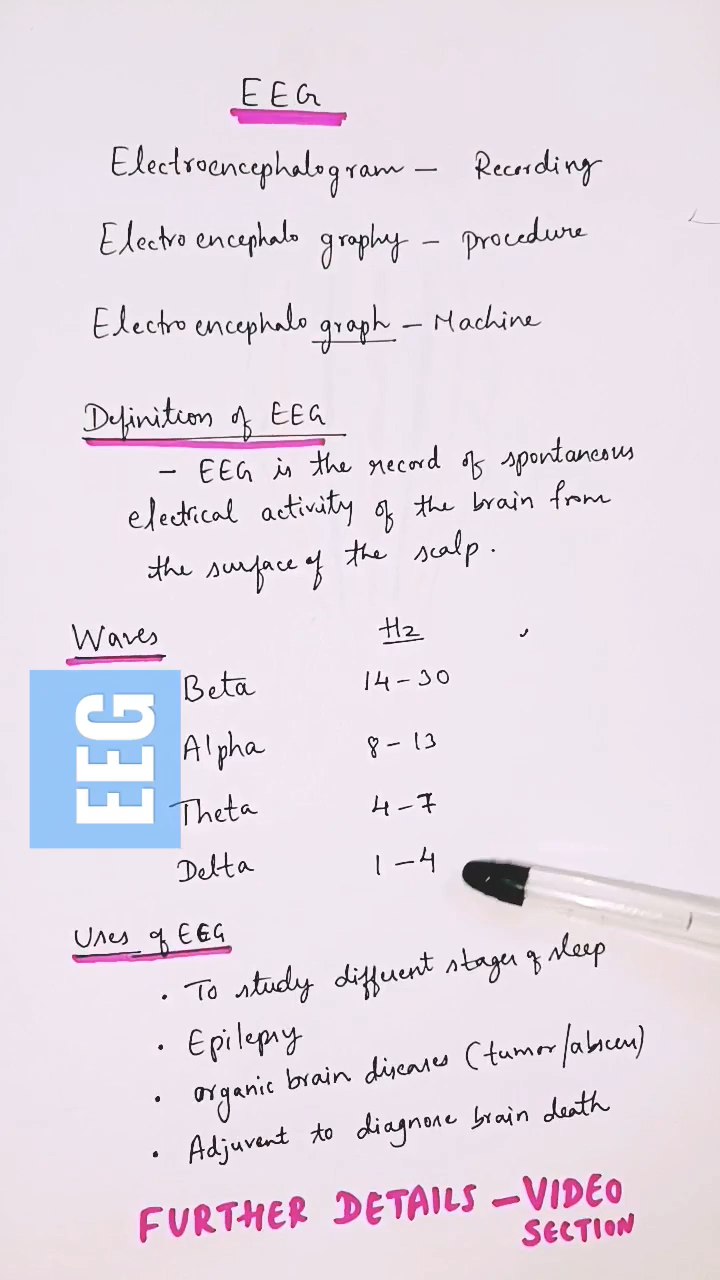 EEG
Electroencephalogram – Recording
Electro encephalo graphy – procedure
Electro encephalo graph – Machine
Definition of EEG
– EEG is the record of spontaneous
electrical activity of the brain from
the surface of the scalp.
Waves Hz
Beta 14-30
Alpha 8-13
Theta 4-7
Delta 1-4
EEG
Uses of EEG
• To study different stages of sleep
• Epilepsy
• organic brain diseases (tumor/abscess)
• Adjuvent to diagnose brain death
FURTHER DETAILS – VIDEO
SECTION